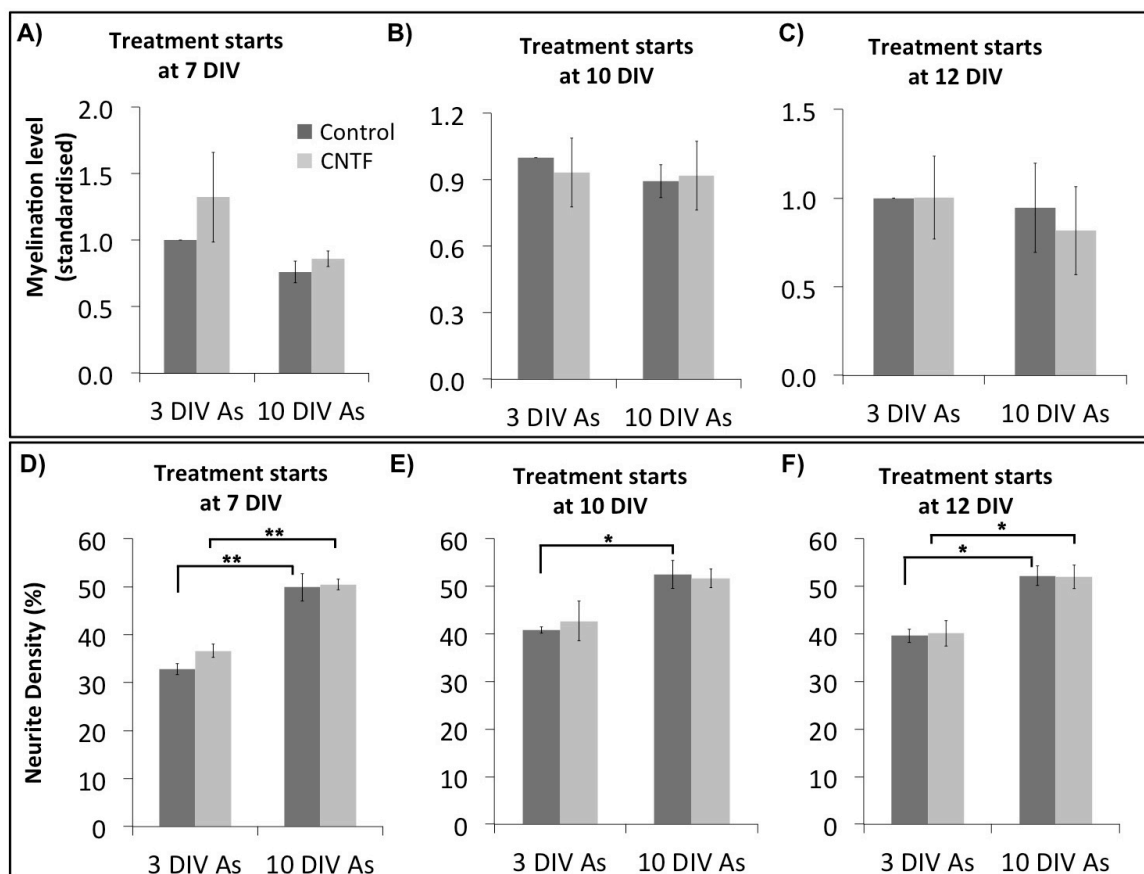 A)
Treatment starts
at 7 DIV
Myelination level
(standardised)
2.0
1.5
1.0
0.5
0.0
Control
CNTF
3 DIV As
10 DIV As
B)
Treatment starts
at 10 DIV
1.2
0.9
0.6
0.3
0.0
3 DIV As
10 DIV As
C)
Treatment starts
at 12 DIV
1.5
1.0
0.5
0.0
3 DIV As
10 DIV As
D)
Treatment starts
at 7 DIV
Neurite Density (%)
60
50
40
30
20
10
0
**
**
3 DIV As
10 DIV As
E)
Treatment starts
at 10 DIV
60
50
40
30
20
10
0
*
3 DIV As
10 DIV As
F)
Treatment starts
at 12 DIV
60
50
40
30
20
10
0
*
*
3 DIV As
10 DIV As